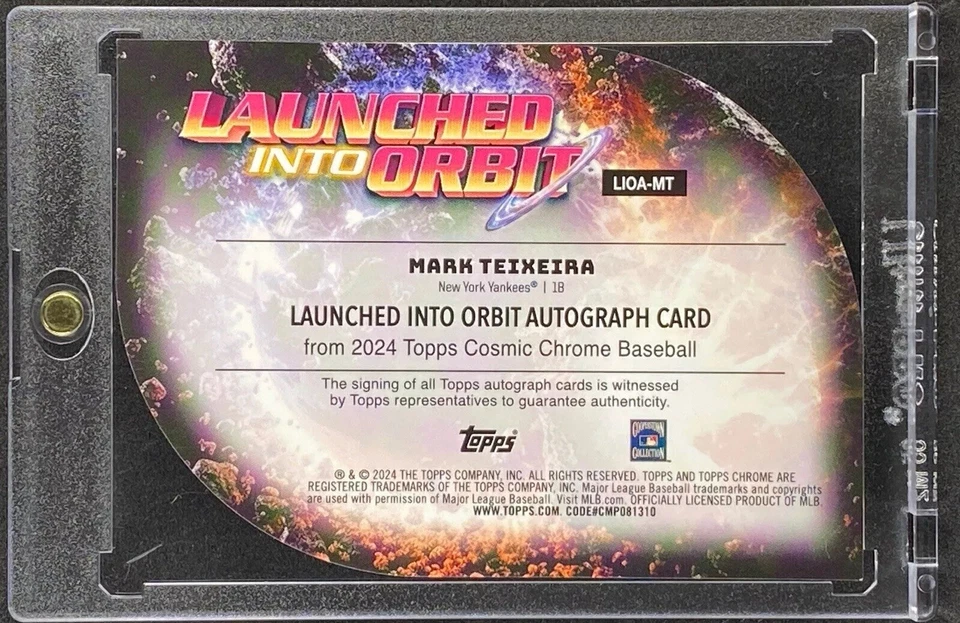 LAUNCHED
INTO ORBIT
LIOA-MT
MARK TEIXEIRA
New York Yankees® | 1B
LAUNCHED INTO ORBIT AUTOGRAPH CARD
from 2024 Topps Cosmic Chrome Baseball
The signing of all Topps autograph cards is witnessed
by Topps representatives to guarantee authenticity.
Topps®
COOPERSTOWN
COLLECTION
® & © 2024 THE TOPPS COMPANY, INC. ALL RIGHTS RESERVED. TOPPS AND TOPPS CHROME ARE
REGISTERED TRADEMARKS OF THE TOPPS COMPANY, INC. Major League Baseball trademarks and copyrights
are used with permission of Major League Baseball. Visit MLB.com. OFFICIALLY LICENSED PRODUCT OF MLB.
WWW.TOPPS.COM. CODE#CMP081310